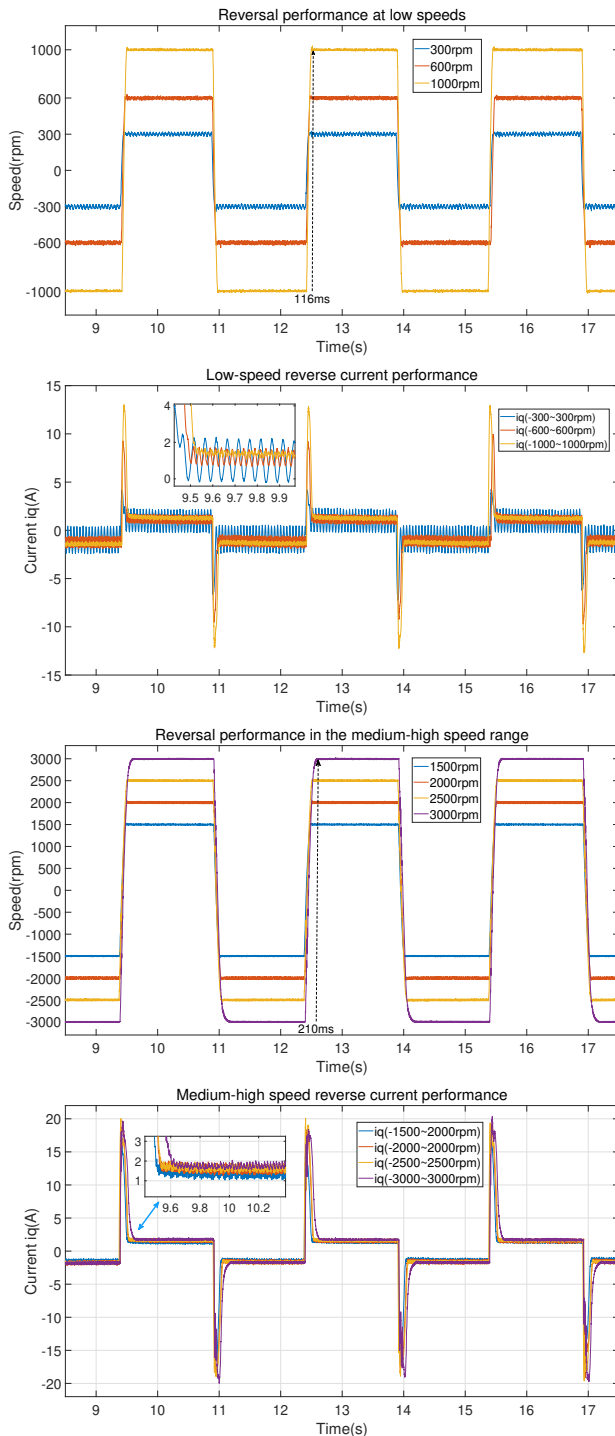 Reversal performance at low speeds
1000
600
300
0
-300
-600
-1000
Speed(rpm)
300rpm
600rpm
1000rpm
116ms
9 10 11 12 13 14 15 16 17
Time(s)
Low-speed reverse current performance
15
10
5
0
-5
-10
-15
Current iq(A)
4
2
0
9.5 9.6 9.7 9.8 9.9
iq(-300~300rpm)
iq(-600~600rpm)
iq(-1000~1000rpm)
9 10 11 12 13 14 15 16 17
Time(s)
Reversal performance in the medium-high speed range
3000
2500
2000
1500
1000
500
0
-500
-1000
-1500
-2000
-2500
-3000
Speed(rpm)
1500rpm
2000rpm
2500rpm
3000rpm
210ms
9 10 11 12 13 14 15 16 17
Time(s)
Medium-high speed reverse current performance
20
15
10
5
0
-5
-10
-15
-20
Current iq(A)
3
2
1
9.6 9.8 10 10.2
iq(-1500~2000rpm)
iq(-2000~2000rpm)
iq(-2500~2500rpm)
iq(-3000~3000rpm)
9 10 11 12 13 14 15 16 17
Time(s)